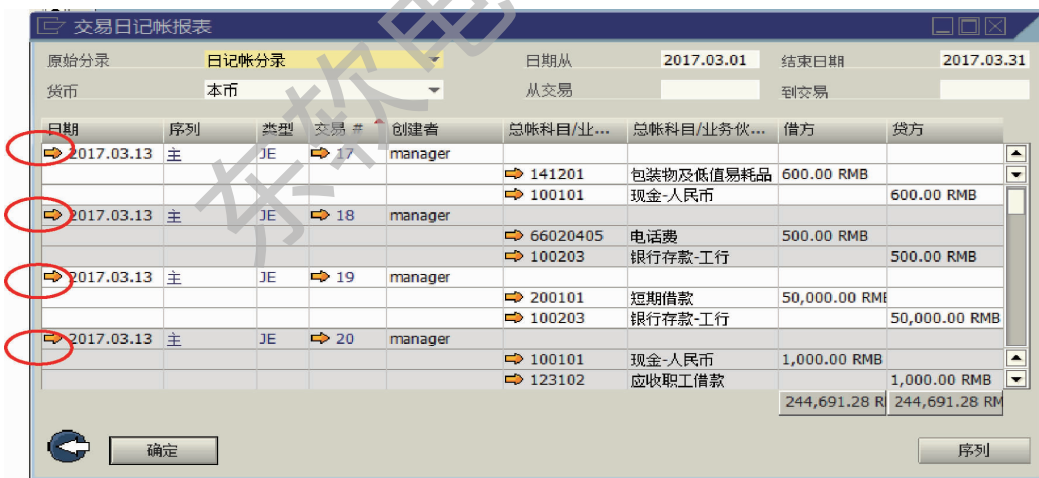 交易日记帐报表
原始分录 日记帐分录 日期从 2017.03.01 结束日期 2017.03.31
货币 本币 从交易 到交易
日期 序列 类型 交易 # 创建者 总帐科目/业... 总帐科目/业务伙... 借方 贷方
2017.03.13 主 JE 17 manager
141201 包装物及低值易耗品 600.00 RMB
100101 现金-人民币 600.00 RMB
2017.03.13 主 JE 18 manager
66020405 电话费 500.00 RMB
100203 银行存款-工行 500.00 RMB
2017.03.13 主 JE 19 manager
200101 短期借款 50,000.00 RMB
100203 银行存款-工行 50,000.00 RMB
2017.03.13 主 JE 20 manager
100101 现金-人民币 1,000.00 RMB
123102 应收职工借款 1,000.00 RMB
244,691.28 R 244,691.28 RM
确定 序列
东软电